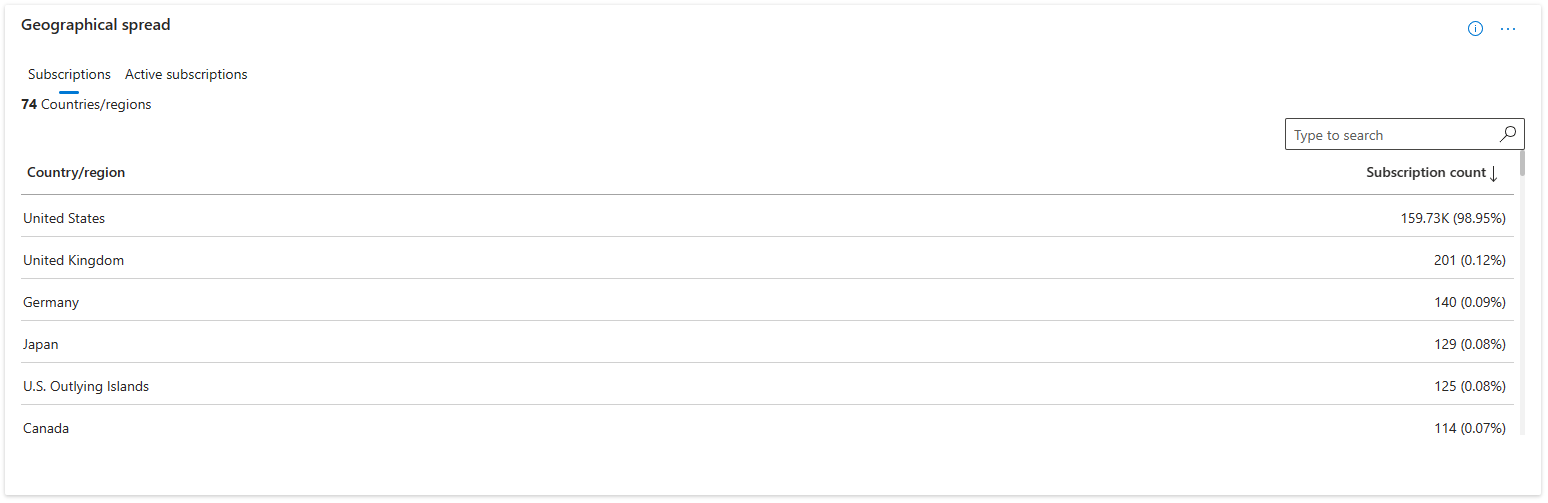 Geographical spread
Subscriptions Active subscriptions
74 Countries/regions
Type to search
Country/region Subscription count
United States 159.73K (98.95%)
United Kingdom 201 (0.12%)
Germany 140 (0.09%)
Japan 129 (0.08%)
U.S. Outlying Islands 125 (0.08%)
Canada 114 (0.07%)